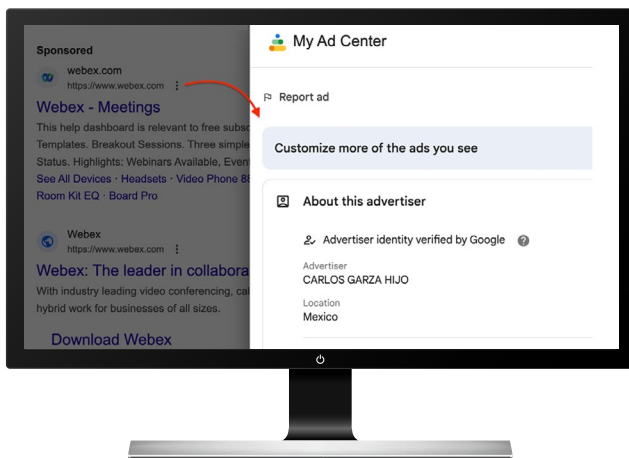 Sponsored
webex.com
https://www.webex.com
Webex - Meetings
This help dashboard is relevant to free subsc
Templates. Breakout Sessions. Three simple
Status. Highlights: Webinars Available, Even
See All Devices · Headsets · Video Phone 8
Room Kit EQ · Board Pro
Webex
https://www.webex.com
Webex: The leader in collabora
With industry leading video conferencing, cal
hybrid work for businesses of all sizes.
Download Webex
My Ad Center
Report ad
Customize more of the ads you see
About this advertiser
Advertiser identity verified by Google
Advertiser
CARLOS GARZA HIJO
Location
Mexico